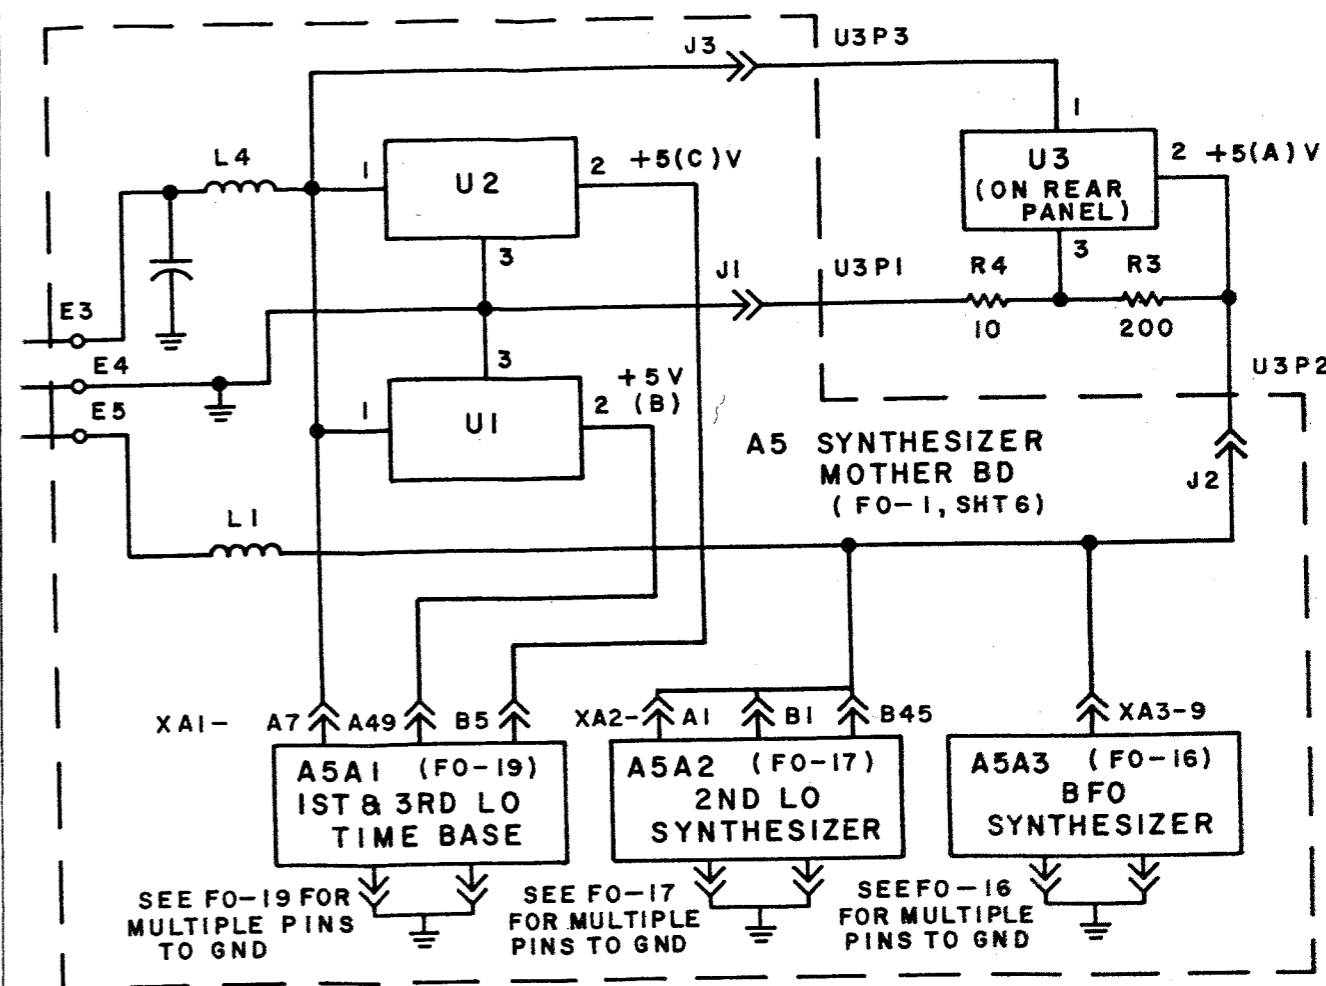 J3
U3P3
1
L4
1
U2
2 +5(C)V
U3
(ON REAR
PANEL)
2 +5(A)V
3
3
J1
U3P1
R4
R3
10
200
E3
E4
E5
3
1
U1
+5V
2 (B)
U3P2
A5 SYNTHESIZER
MOTHER BD
(FO-1, SHT 6)
J2
L1
XA1-
A7
A49
B5
XA2-
A1
B1
B45
XA3-9
A5A1 (FO-19)
1ST & 3RD LO
TIME BASE
A5A2 (FO-17)
2ND LO
SYNTHESIZER
A5A3 (FO-16)
BFO
SYNTHESIZER
SEE FO-19 FOR
MULTIPLE PINS
TO GND
SEE FO-17
FOR MULTIPLE
PINS TO GND
SEE FO-16
FOR MULTIPLE
PINS TO GND